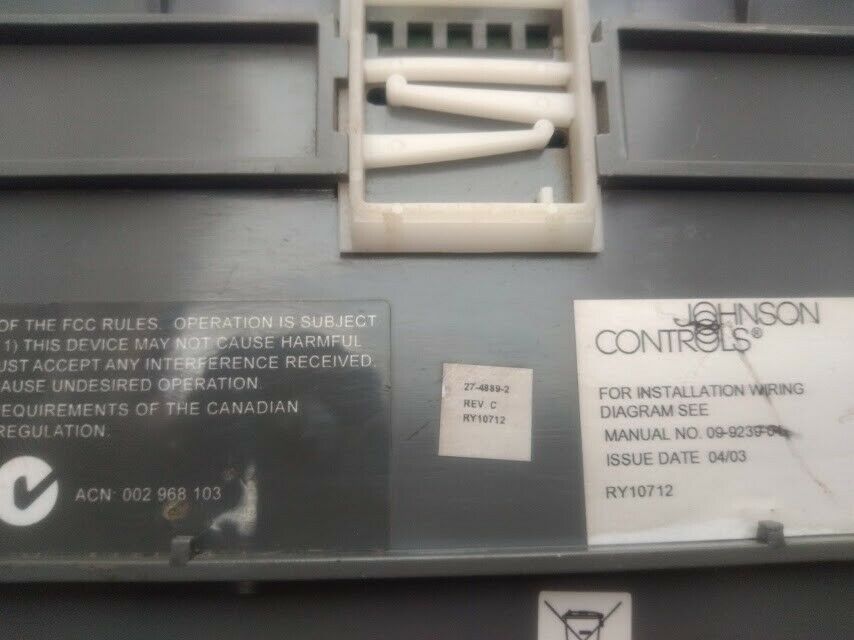 OF THE FCC RULES. OPERATION IS SUBJECT
1) THIS DEVICE MAY NOT CAUSE HARMFUL
UST ACCEPT ANY INTERFERENCE RECEIVED.
AUSE UNDESIRED OPERATION.
EQUIREMENTS OF THE CANADIAN
REGULATION.
ACN: 002 968 103
27-4889-2
REV C
RY10712
JOHNSON
CONTROLS®
FOR INSTALLATION WIRING
DIAGRAM SEE
MANUAL NO.
ISSUE DATE 04/03
RY10712